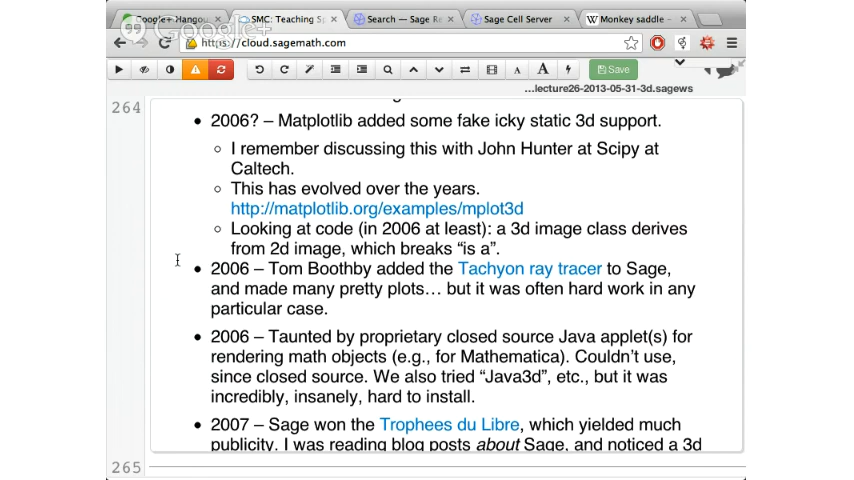 Google+ Hangou
SMC: Teaching Sp
Search — Sage Re
Sage Cell Server
Monkey saddle –
Google+
https://cloud.sagemath.com
Save
...lecture26-2013-05-31-3d.sagews
264
• 2006? – Matplotlib added some fake icky static 3d support.
◦ I remember discussing this with John Hunter at Scipy at
Caltech.
◦ This has evolved over the years.
http://matplotlib.org/examples/mplot3d
◦ Looking at code (in 2006 at least): a 3d image class derives
from 2d image, which breaks “is a”.
• 2006 – Tom Boothby added the Tachyon ray tracer to Sage,
and made many pretty plots… but it was often hard work in any
particular case.
• 2006 – Taunted by proprietary closed source Java applet(s) for
rendering math objects (e.g., for Mathematica). Couldn’t use,
since closed source. We also tried “Java3d”, etc., but it was
incredibly, insanely, hard to install.
• 2007 – Sage won the Trophees du Libre, which yielded much
publicity. I was reading blog posts about Sage, and noticed a 3d
265